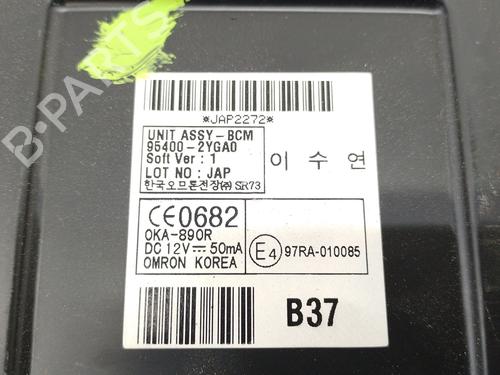 B-PARTS
*JAP2272*
UNIT ASSY-BCM
95400-2YGA0
Soft Ver : 1
LOT NO : JAP
한국오므론전장㈜ SIR73
이 수 연
CE0682
OKA-890R
DC 12V 50mA
OMRON KOREA
E4 97RA-010085
B37